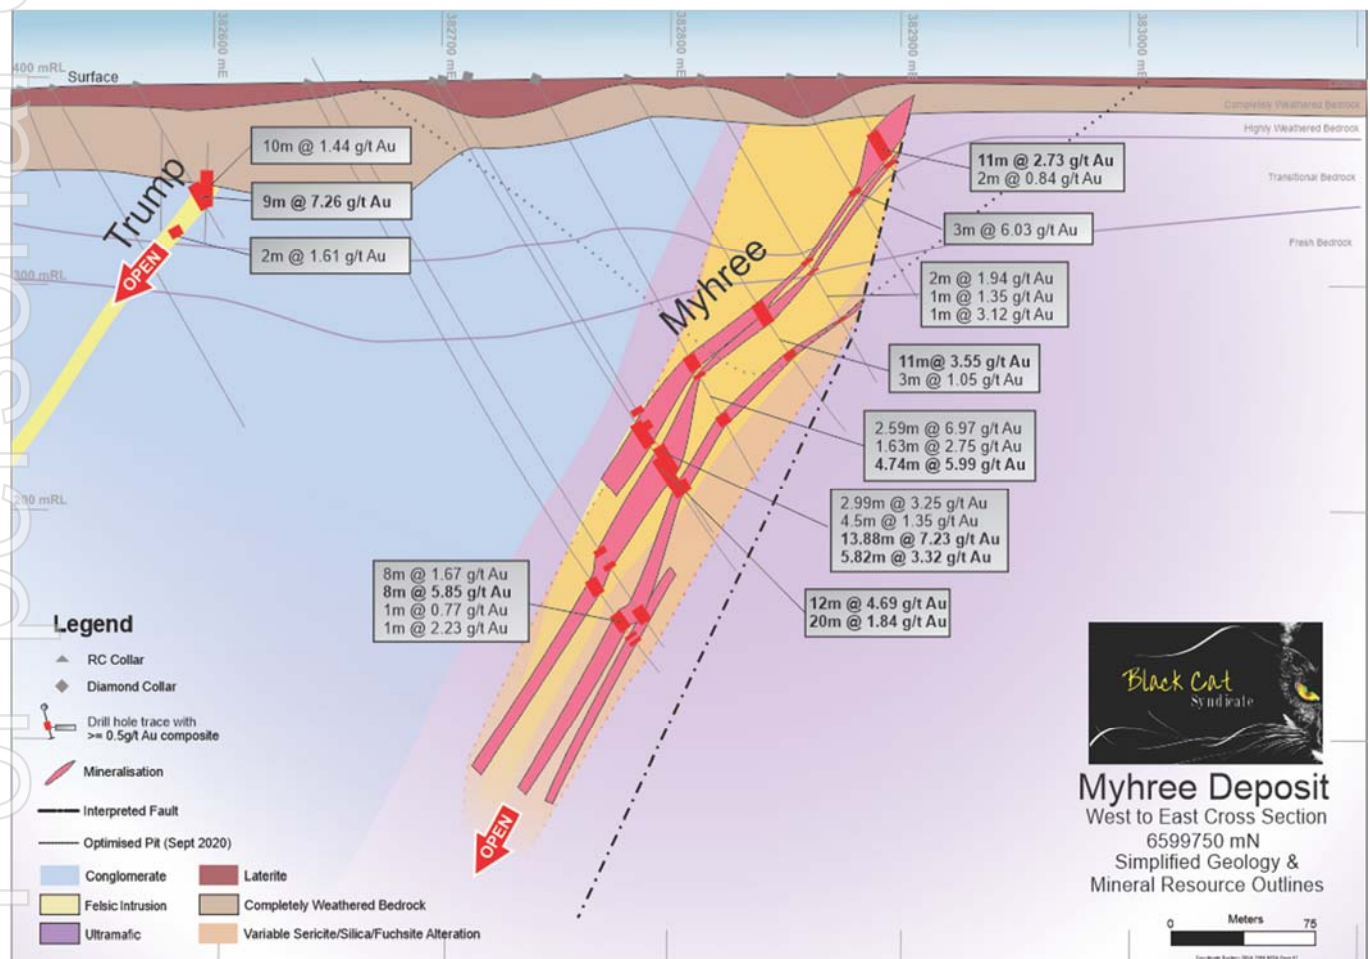 382600 mE
382700 mE
382800 mE
382900 mE
383000 mE
400 mRL
Surface
Completely Weathered Bedrock
Highly Weathered Bedrock
Transitional Bedrock
Fresh Bedrock
10m @ 1.44 g/t Au
9m @ 7.26 g/t Au
2m @ 1.61 g/t Au
Trump
OPEN
300 mRL
Myhree
11m @ 2.73 g/t Au
2m @ 0.84 g/t Au
3m @ 6.03 g/t Au
2m @ 1.94 g/t Au
1m @ 1.35 g/t Au
1m @ 3.12 g/t Au
11m@ 3.55 g/t Au
3m @ 1.05 g/t Au
2.59m @ 6.97 g/t Au
1.63m @ 2.75 g/t Au
4.74m @ 5.99 g/t Au
200 mRL
2.99m @ 3.25 g/t Au
4.5m @ 1.35 g/t Au
13.88m @ 7.23 g/t Au
5.82m @ 3.32 g/t Au
12m @ 4.69 g/t Au
20m @ 1.84 g/t Au
8m @ 1.67 g/t Au
8m @ 5.85 g/t Au
1m @ 0.77 g/t Au
1m @ 2.23 g/t Au
OPEN
Legend
RC Collar
Diamond Collar
Drill hole trace with
>= 0.5g/t Au composite
Mineralisation
Interpreted Fault
Optimised Pit (Sept 2020)
Conglomerate
Laterite
Felsic Intrusion
Completely Weathered Bedrock
Ultramafic
Variable Sericite/Silica/Fuchsite Alteration
Black Cat
Syndicate
Myhree Deposit
West to East Cross Section
6599750 mN
Simplified Geology &
Mineral Resource Outlines
Meters
0 75